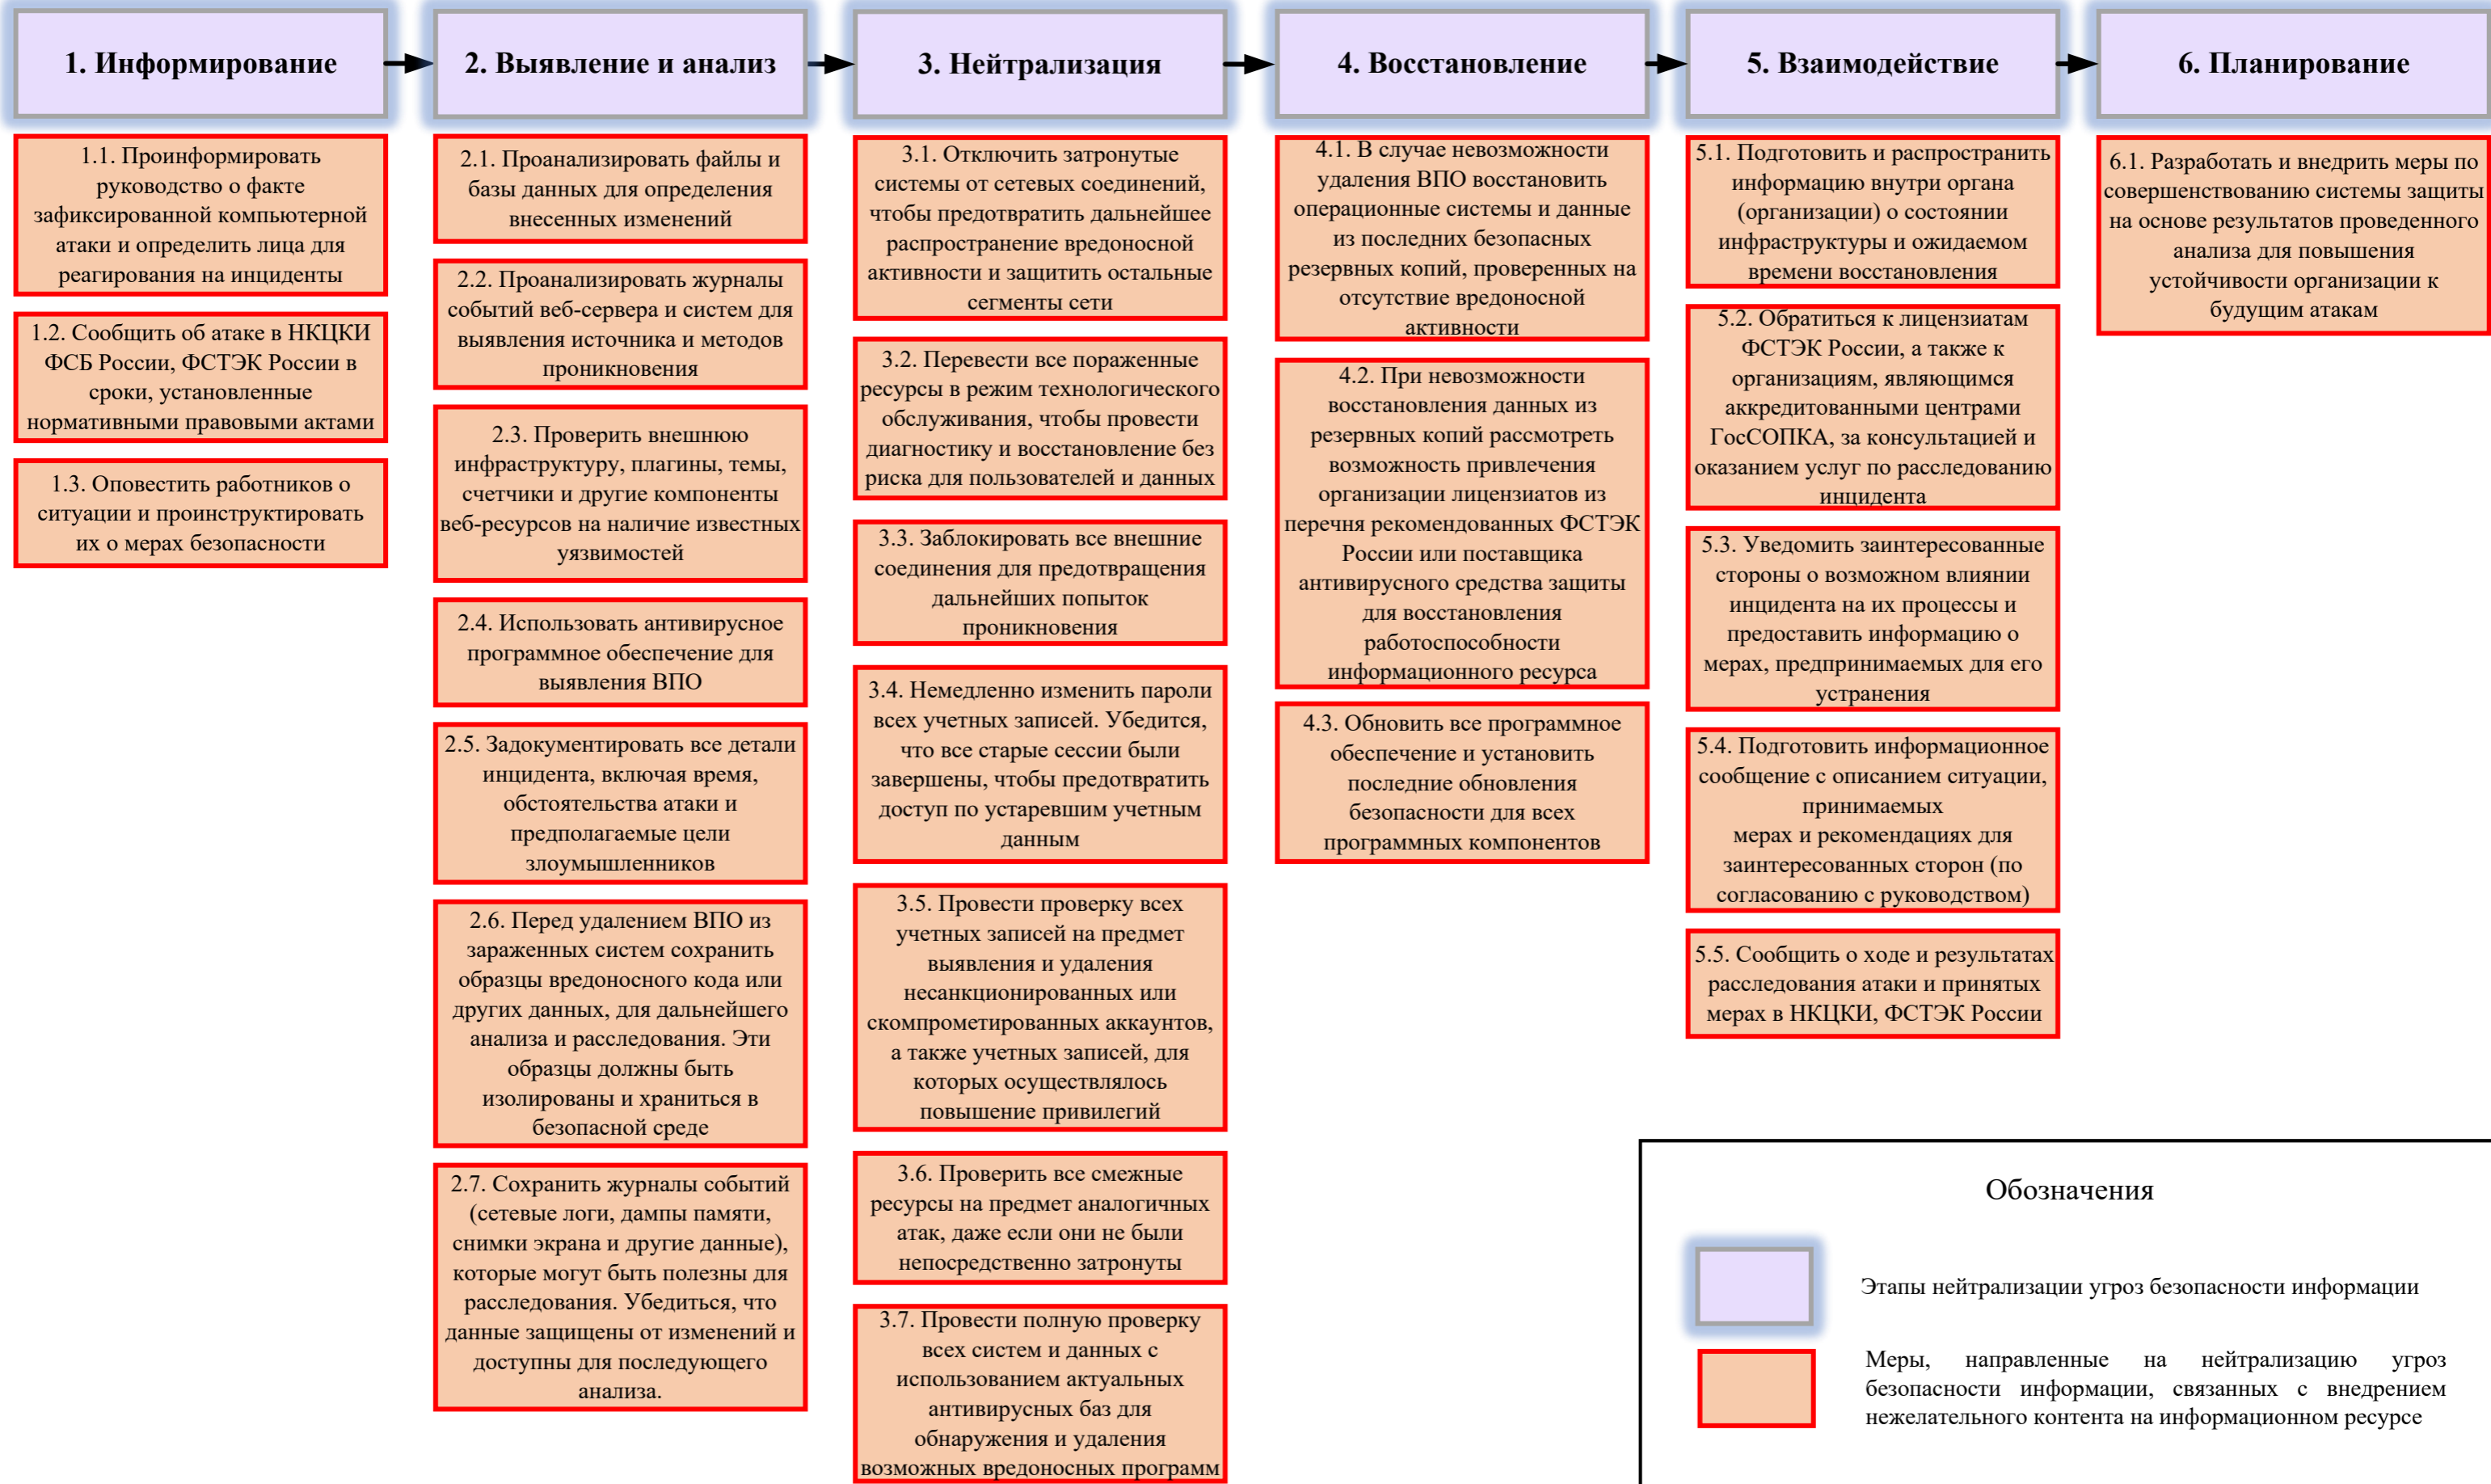 1. Информирование
1.1. Проинформировать
руководство о факте
зафиксированной компьютерной
атаки и определить лица для
реагирования на инциденты
1.2. Сообщить об атаке в НКЦКИ
ФСБ России, ФСТЭК России в
сроки, установленные
нормативными правовыми актами
1.3. Оповестить работников о
ситуации и проинструктировать
их о мерах безопасности
2. Выявление и анализ
2.1. Проанализировать файлы и
базы данных для определения
внесенных изменений
2.2. Проанализировать журналы
событий веб-сервера и систем для
выявления источника и методов
проникновения
2.3. Проверить внешнюю
инфраструктуру, плагины, темы,
счетчики и другие компоненты
веб-ресурсов на наличие известных
уязвимостей
2.4. Использовать антивирусное
программное обеспечение для
выявления ВПО
2.5. Задокументировать все детали
инцидента, включая время,
обстоятельства атаки и
предполагаемые цели
злоумышленников
2.6. Перед удалением ВПО из
зараженных систем сохранить
образцы вредоносного кода или
других данных, для дальнейшего
анализа и расследования. Эти
образцы должны быть
изолированы и храниться в
безопасной среде
2.7. Сохранить журналы событий
(сетевые логи, дампы памяти,
снимки экрана и другие данные),
которые могут быть полезны для
расследования. Убедиться, что
данные защищены от изменений и
доступны для последующего
анализа.
3. Нейтрализация
3.1. Отключить затронутые
системы от сетевых соединений,
чтобы предотвратить дальнейшее
распространение вредоносной
активности и защитить остальные
сегменты сети
3.2. Перевести все пораженные
ресурсы в режим технологического
обслуживания, чтобы провести
диагностику и восстановление без
риска для пользователей и данных
3.3. Заблокировать все внешние
соединения для предотвращения
дальнейших попыток
проникновения
3.4. Немедленно изменить пароли
всех учетных записей. Убедится,
что все старые сессии были
завершены, чтобы предотвратить
доступ по устаревшим учетным
данным
3.5. Провести проверку всех
учетных записей на предмет
выявления и удаления
несанкционированных или
скомпрометированных аккаунтов,
а также учетных записей, для
которых осуществлялось
повышение привилегий
3.6. Проверить все смежные
ресурсы на предмет аналогичных
атак, даже если они не были
непосредственно затронуты
3.7. Провести полную проверку
всех систем и данных с
использованием актуальных
антивирусных баз для
обнаружения и удаления
возможных вредоносных программ
4. Восстановление
4.1. В случае невозможности
удаления ВПО восстановить
операционные системы и данные
из последних безопасных
резервных копий, проверенных на
отсутствие вредоносной
активности
4.2. При невозможности
восстановления данных из
резервных копий рассмотреть
возможность привлечения
организации лицензиатов из
перечня рекомендованных ФСТЭК
России или поставщика
антивирусного средства защиты
для восстановления
работоспособности
информационного ресурса
4.3. Обновить все программное
обеспечение и установить
последние обновления
безопасности для всех
программных компонентов
5. Взаимодействие
5.1. Подготовить и распространить
информацию внутри органа
(организации) о состоянии
инфраструктуры и ожидаемом
времени восстановления
5.2. Обратиться к лицензиатам
ФСТЭК России, а также к
организациям, являющимся
аккредитованными центрами
ГосСОПКА, за консультацией и
оказанием услуг по расследованию
инцидента
5.3. Уведомить заинтересованные
стороны о возможном влиянии
инцидента на их процессы и
предоставить информацию о
мерах, предпринимаемых для его
устранения
5.4. Подготовить информационное
сообщение с описанием ситуации,
принимаемых
мерах и рекомендациях для
заинтересованных сторон (по
согласованию с руководством)
5.5. Сообщить о ходе и результатах
расследования атаки и принятых
мерах в НКЦКИ, ФСТЭК России
6. Планирование
6.1. Разработать и внедрить меры по
совершенствованию системы защиты
на основе результатов проведенного
анализа для повышения
устойчивости организации к
будущим атакам
Обозначения
Этапы нейтрализации угроз безопасности информации
Меры, направленные на нейтрализацию угроз
безопасности информации, связанных с внедрением
нежелательного контента на информационном ресурсе